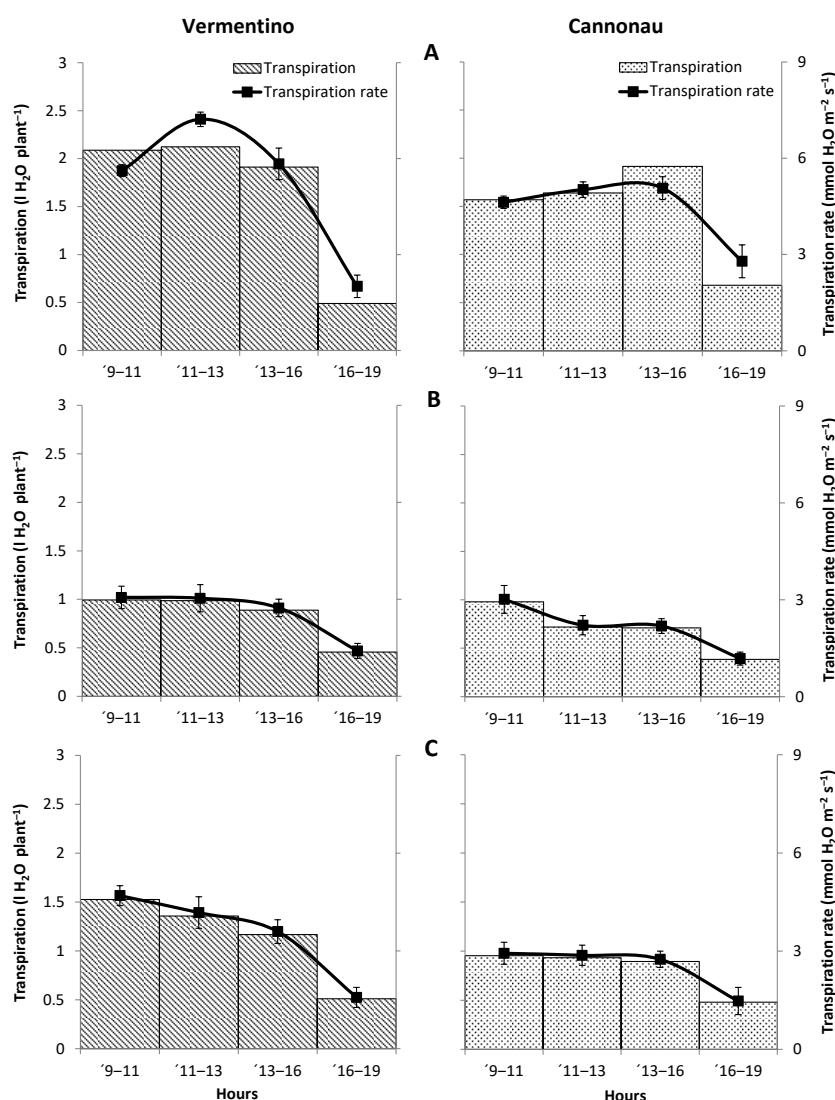 Vermentino
Cannonau
A
Transpiration
Transpiration rate
Transpiration (l H₂O plant⁻¹)
3
2.5
2
1.5
1
0.5
0
´9–11 ´11–13 ´13–16 ´16–19
Transpiration
Transpiration rate
9
6
3
0
Transpiration rate (mmol H₂O m⁻² s⁻¹)
´9–11 ´11–13 ´13–16 ´16–19
B
Transpiration (l H₂O plant⁻¹)
3
2.5
2
1.5
1
0.5
0
´9–11 ´11–13 ´13–16 ´16–19
9
6
3
0
Transpiration rate (mmol H₂O m⁻² s⁻¹)
´9–11 ´11–13 ´13–16 ´16–19
C
Transpiration (l H₂O plant⁻¹)
3
2.5
2
1.5
1
0.5
0
´9–11 ´11–13 ´13–16 ´16–19
Hours
9
6
3
0
Transpiration rate (mmol H₂O m⁻² s⁻¹)
´9–11 ´11–13 ´13–16 ´16–19
Hours